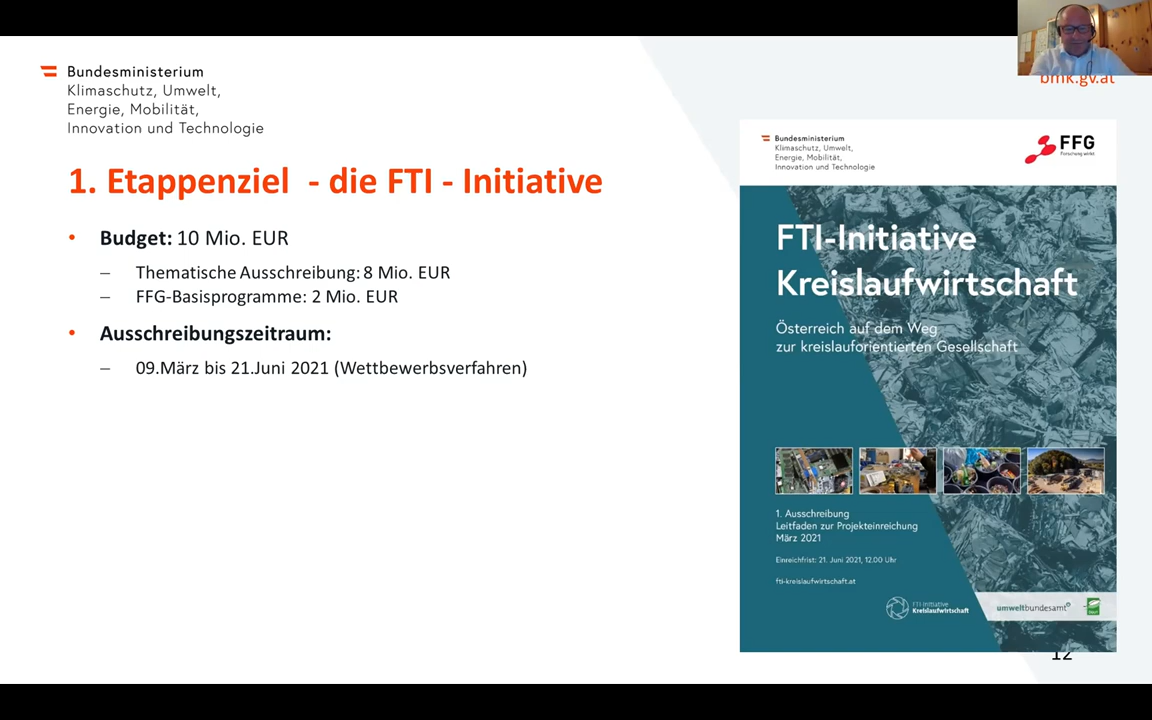 Bundesministerium
Klimaschutz, Umwelt,
Energie, Mobilität,
Innovation und Technologie
bmk.gv.at
1. Etappenziel - die FTI - Initiative
• Budget: 10 Mio. EUR
– Thematische Ausschreibung: 8 Mio. EUR
– FFG-Basisprogramme: 2 Mio. EUR
• Ausschreibungszeitraum:
– 09.März bis 21.Juni 2021 (Wettbewerbsverfahren)
Bundesministerium
Klimaschutz, Umwelt,
Energie, Mobilität,
Innovation und Technologie
FFG
Forschung wirkt
FTI-Initiative
Kreislaufwirtschaft
Österreich auf dem Weg
zur kreislauforientierten Gesellschaft
1. Ausschreibung
Leitfaden zur Projekteinreichung
März 2021
Einreichfrist: 21. Juni 2021, 12.00 Uhr
fti-kreislaufwirtschaft.at
FTI-Initiative
Kreislaufwirtschaft
umweltbundesamt
12